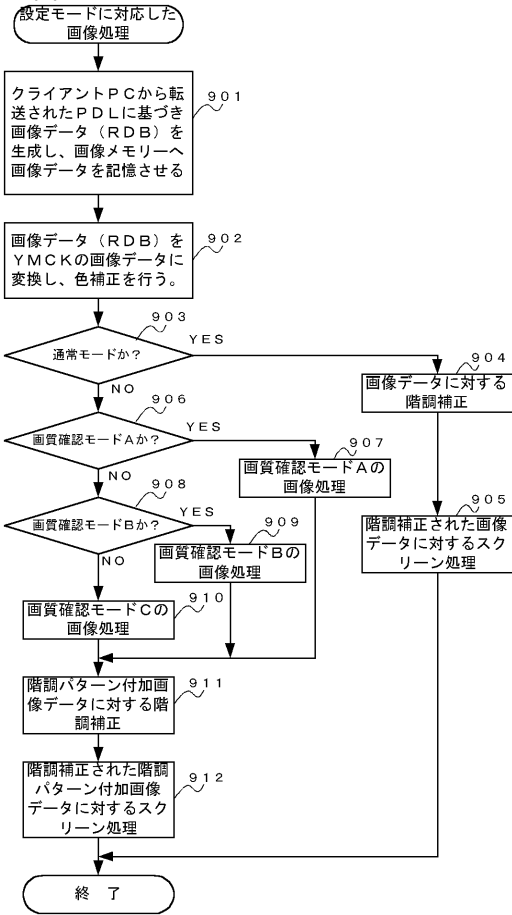 設定モードに対応した
画像処理
クライアントPCから転
送されたPDLに基づき
画像データ（RDB）を
生成し、画像メモリーへ
画像データを記憶させる
901
画像データ（RDB）を
YMCKの画像データに
変換し、色補正を行う。
902
903
通常モードか？
YES
NO
904
画像データに対する
階調補正
906
画質確認モードAか？
YES
NO
907
画質確認モードAの
画像処理
905
階調補正された画像
データに対するスク
リーン処理
908
画質確認モードBか？
YES
NO
909
画質確認モードBの
画像処理
910
画質確認モードCの
画像処理
911
階調パターン付加画
像データに対する階
調補正
912
階調補正された階調
パターン付加画像
データに対するスク
リーン処理
終 了